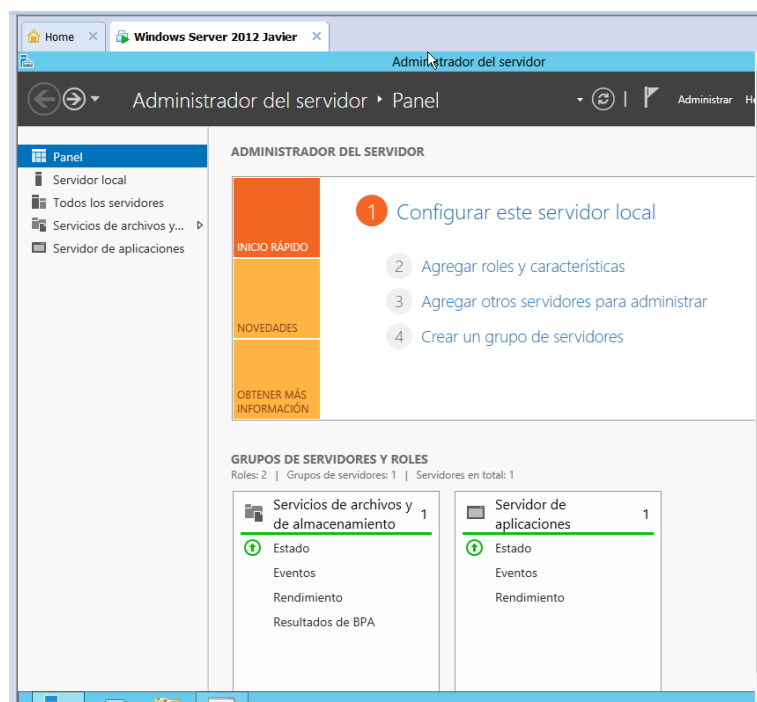 Home
Windows Server 2012 Javier
Administrador del servidor
Administrador del servidor ‣ Panel
Administrar
Panel
Servidor local
Todos los servidores
Servicios de archivos y...
Servidor de aplicaciones
ADMINISTRADOR DEL SERVIDOR
INICIO RÁPIDO
NOVEDADES
OBTENER MÁS
INFORMACIÓN
1 Configurar este servidor local
2 Agregar roles y características
3 Agregar otros servidores para administrar
4 Crear un grupo de servidores
GRUPOS DE SERVIDORES Y ROLES
Roles: 2 | Grupos de servidores: 1 | Servidores en total: 1
Servicios de archivos y
de almacenamiento
1
Estado
Eventos
Rendimiento
Resultados de BPA
Servidor de
aplicaciones
1
Estado
Eventos
Rendimiento